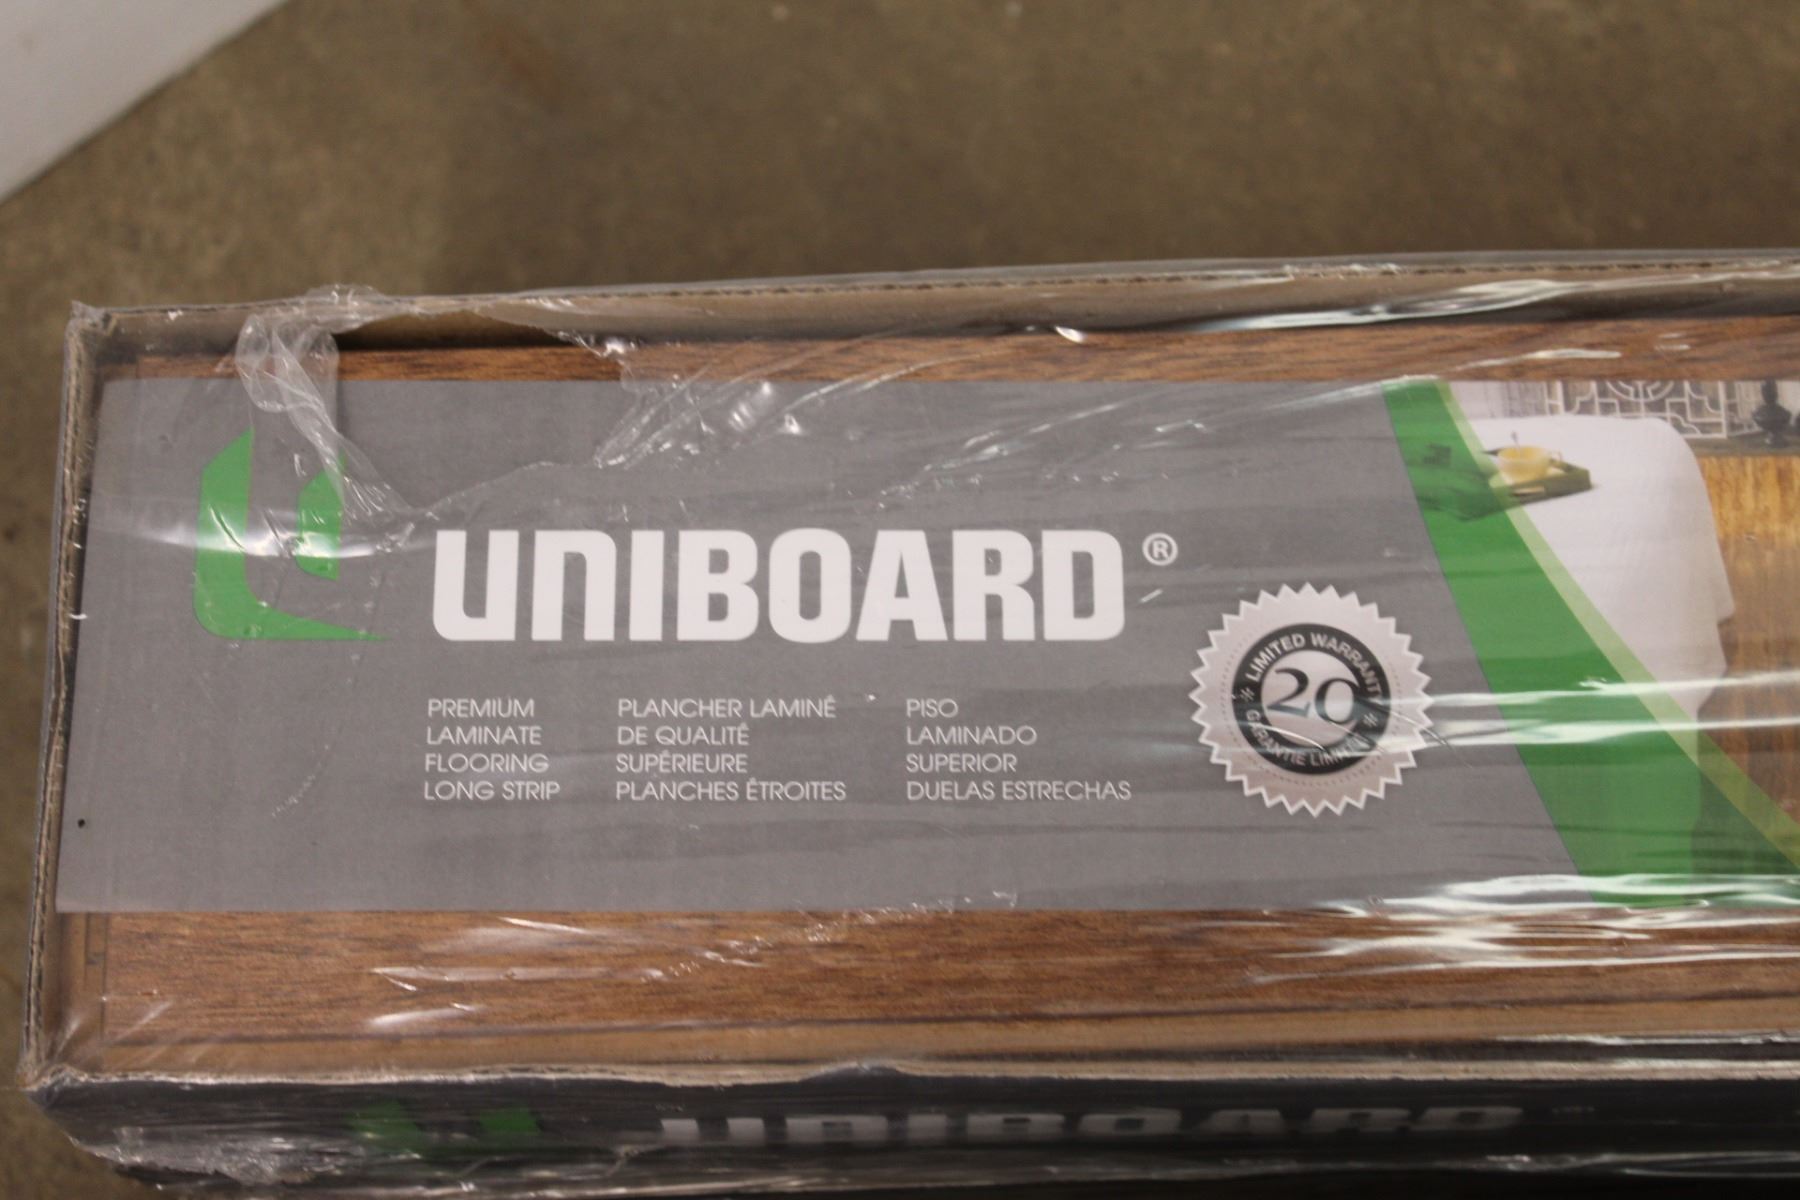 UNIBOARD®
PREMIUM
LAMINATE
FLOORING
LONG STRIP
PLANCHER LAMINÉ
DE QUALITÉ
SUPÉRIEURE
PLANCHES ÉTROITES
PISO
LAMINADO
SUPERIOR
DUELAS ESTRECHAS
LIMITED WARRANTY
20
GARANTIE LIMITÉE
UNIBOARD